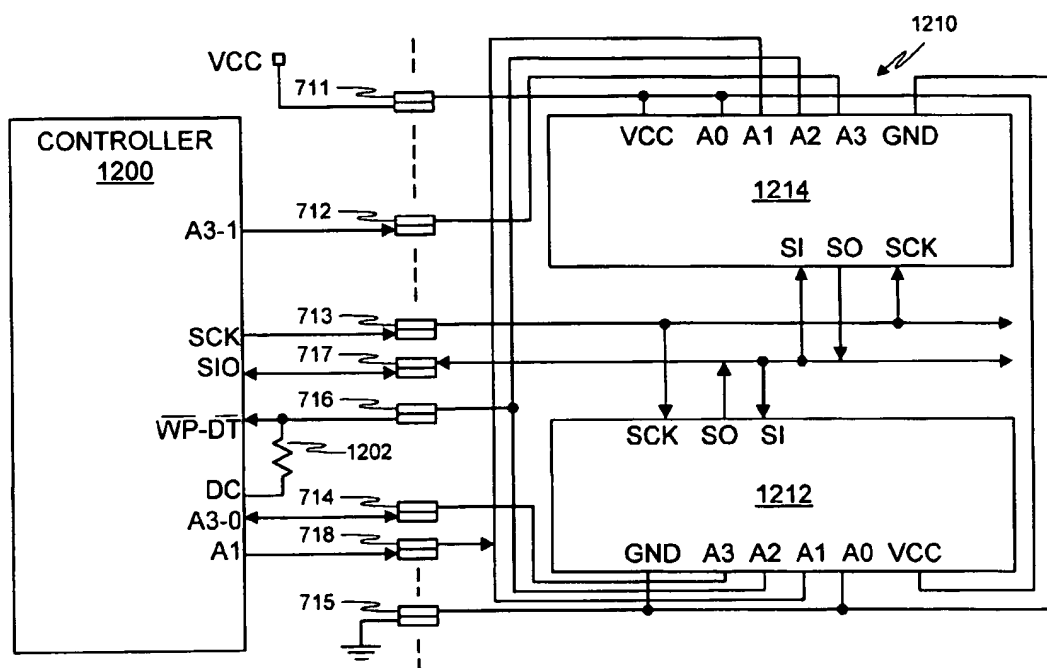 1210
VCC
711
CONTROLLER
1200
VCC A0 A1 A2 A3 GND
1214
712
A3-1
SI SO SCK
713
SCK
717
SIO
716
WP-DT
SCK SO SI
1202
1212
DC
714
A3-0
718
A1
GND A3 A2 A1 A0 VCC
715